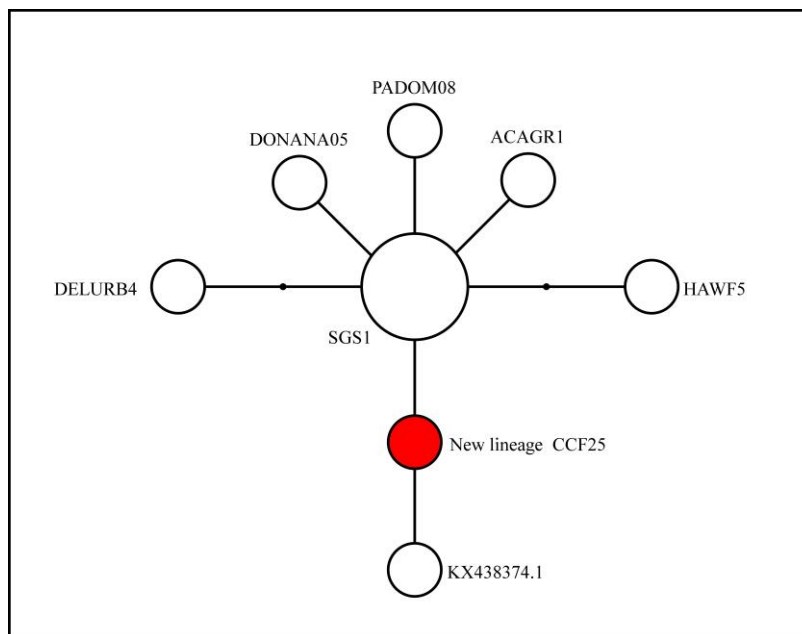 PADOM08
DONANA05
ACAGR1
DELURB4
HAWF5
SGS1
New lineage CCF25
KX438374.1